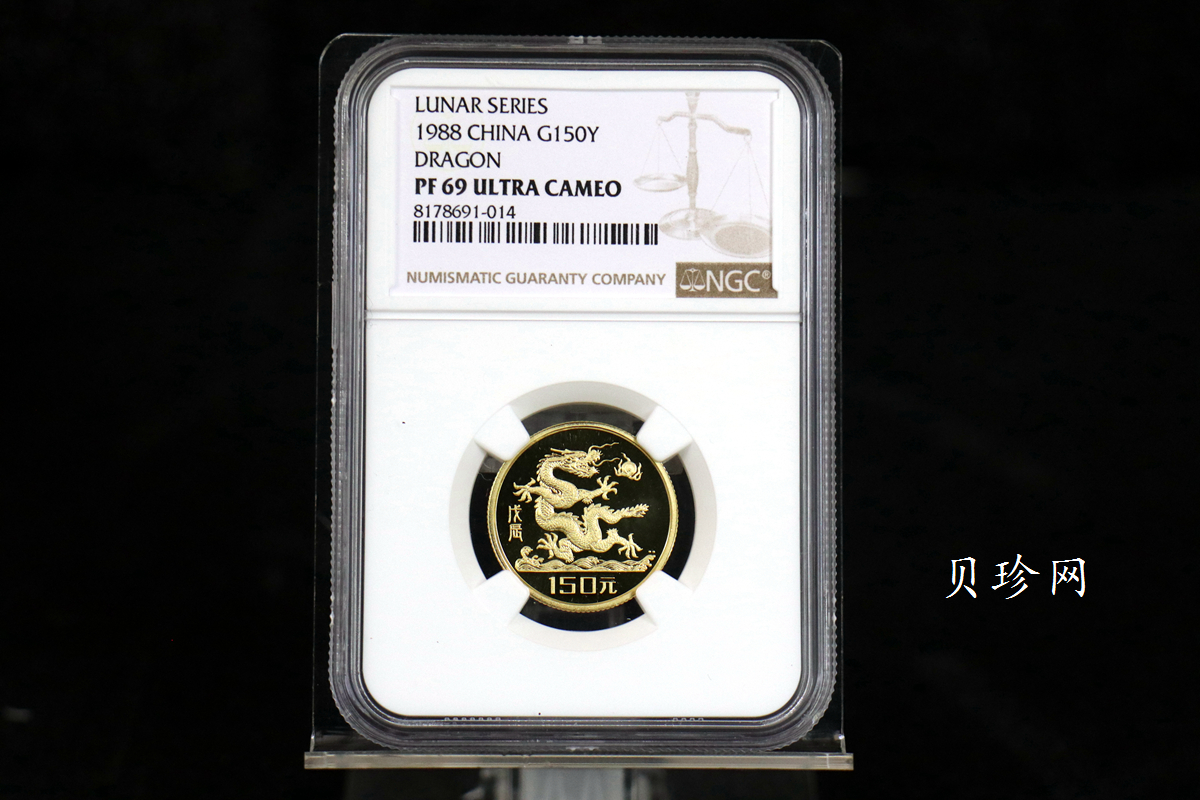 LUNAR SERIES
1988 CHINA G150Y
DRAGON
PF 69 ULTRA CAMEO
8178691-014
NUMISMATIC GUARANTY COMPANY
NGC®
戊辰
150元
贝珍网